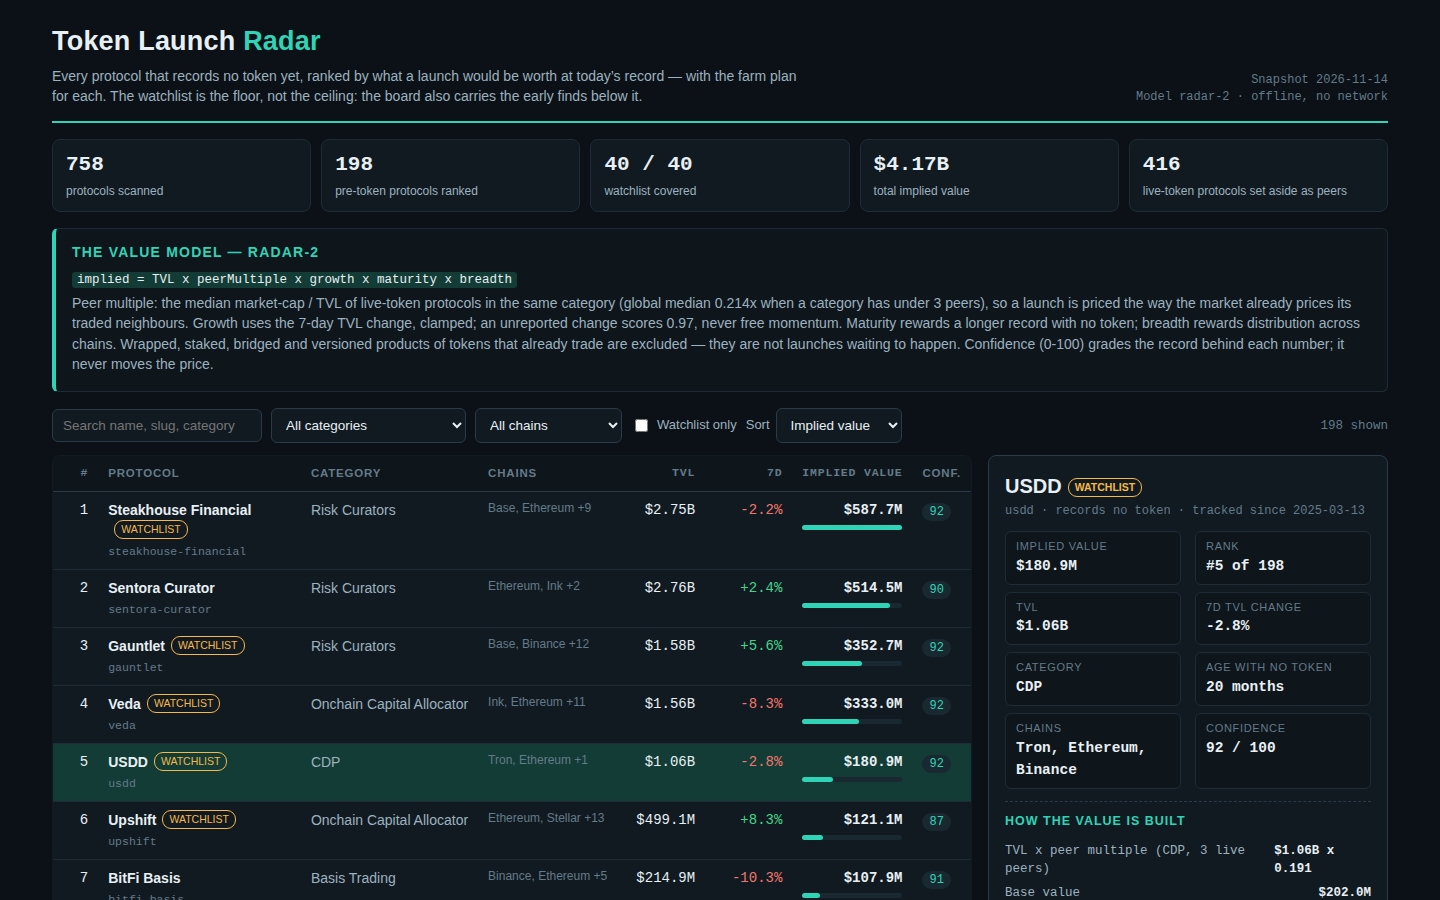 Token Launch Radar
Every protocol that records no token yet, ranked by what a launch would be worth at today's record — with the farm plan
for each. The watchlist is the floor, not the ceiling: the board also carries the early finds below it.
Snapshot 2026-11-14
Model radar-2 · offline, no network
758
protocols scanned
198
pre-token protocols ranked
40 / 40
watchlist covered
$4.17B
total implied value
416
live-token protocols set aside as peers
THE VALUE MODEL — RADAR-2
implied = TVL x peerMultiple x growth x maturity x breadth
Peer multiple: the median market-cap / TVL of live-token protocols in the same category (global median 0.214x when a category has under 3 peers), so a launch is priced the way the market already prices its
traded neighbours. Growth uses the 7-day TVL change, clamped; an unreported change scores 0.97, never free momentum. Maturity rewards a longer record with no token; breadth rewards distribution across
chains. Wrapped, staked, bridged and versioned products of tokens that already trade are excluded — they are not launches waiting to happen. Confidence (0-100) grades the record behind each number; it
never moves the price.
Search name, slug, category
All categories
All chains
Watchlist only
Sort
Implied value
198 shown
# PROTOCOL CATEGORY CHAINS TVL 7D IMPLIED VALUE CONF.
1 Steakhouse Financial Risk Curators Base, Ethereum +9 $2.75B -2.2% $587.7M 92
WATCHLIST
steakhouse-financial
2 Sentora Curator Risk Curators Ethereum, Ink +2 $2.76B +2.4% $514.5M 90
sentora-curator
3 Gauntlet WATCHLIST Risk Curators Base, Binance +12 $1.58B +5.6% $352.7M 92
gauntlet
4 Veda WATCHLIST Onchain Capital Allocator Ink, Ethereum +11 $1.56B -8.3% $333.0M 92
veda
5 USDD WATCHLIST CDP Tron, Ethereum +1 $1.06B -2.8% $180.9M 92
usdd
6 Upshift WATCHLIST Onchain Capital Allocator Ethereum, Stellar +13 $499.1M +8.3% $121.1M 87
upshift
7 BitFi Basis Basis Trading Binance, Ethereum +5 $214.9M -10.3% $107.9M 91
bitfi-basis
USDD WATCHLIST
usdd · records no token · tracked since 2025-03-13
IMPLIED VALUE
$180.9M
RANK
#5 of 198
TVL
$1.06B
7D TVL CHANGE
-2.8%
CATEGORY
CDP
AGE WITH NO TOKEN
20 months
CHAINS
Tron, Ethereum,
Binance
CONFIDENCE
92 / 100
HOW THE VALUE IS BUILT
TVL x peer multiple (CDP, 3 live
peers)
$1.06B x
0.191
Base value $202.0M